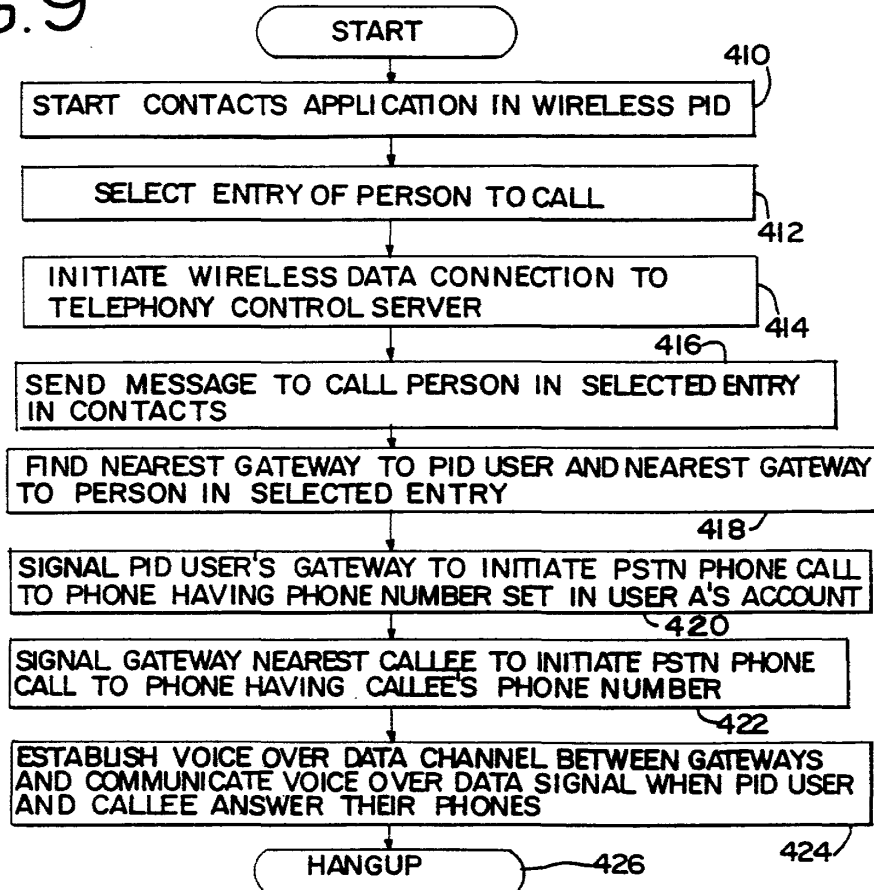 G.9
START
410
START CONTACTS APPLICATION IN WIRELESS PID
SELECT ENTRY OF PERSON TO CALL
412
INITIATE WIRELESS DATA CONNECTION TO
TELEPHONY CONTROL SERVER
414
416
SEND MESSAGE TO CALL PERSON IN SELECTED ENTRY
IN CONTACTS
FIND NEAREST GATEWAY TO PID USER AND NEAREST GATEWAY
TO PERSON IN SELECTED ENTRY
418
SIGNAL PID USER'S GATEWAY TO INITIATE PSTN PHONE CALL
TO PHONE HAVING PHONE NUMBER SET IN USER A'S ACCOUNT
420
SIGNAL GATEWAY NEAREST CALLEE TO INITIATE PSTN PHONE
CALL TO PHONE HAVING CALLEE'S PHONE NUMBER
422
ESTABLISH VOICE OVER DATA CHANNEL BETWEEN GATEWAYS
AND COMMUNICATE VOICE OVER DATA SIGNAL WHEN PID USER
AND CALLEE ANSWER THEIR PHONES
424
HANGUP
426